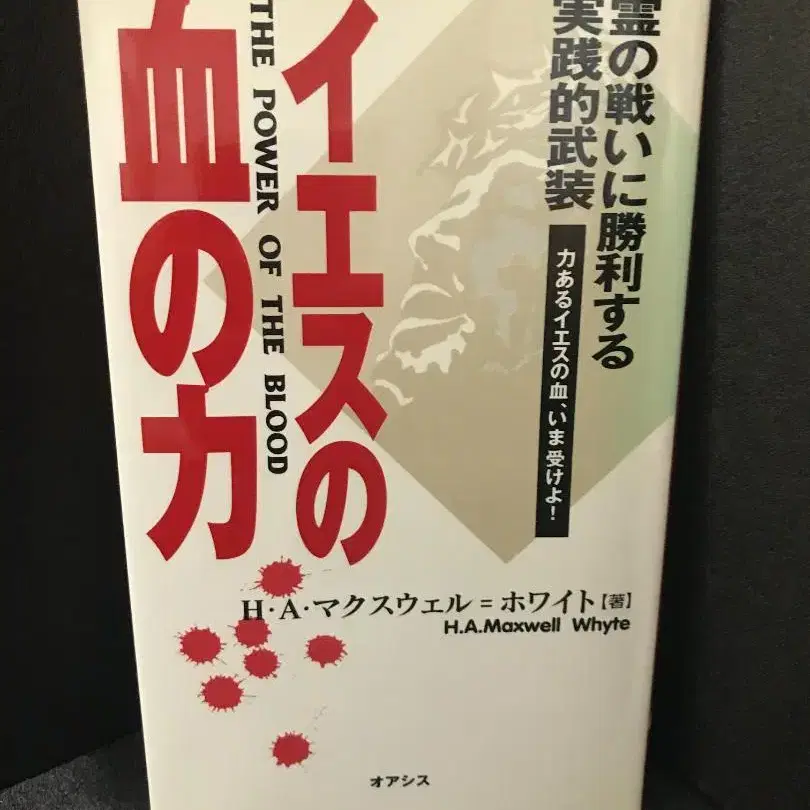 霊の戦いに勝利する
実践的武装
力あるイエスの血、いま受けよ!
イエスの
THE POWER OF THE BLOOD
血の力
H・A・マクスウェル=ホワイト【著】
H.A.Maxwell Whyte
オアシス